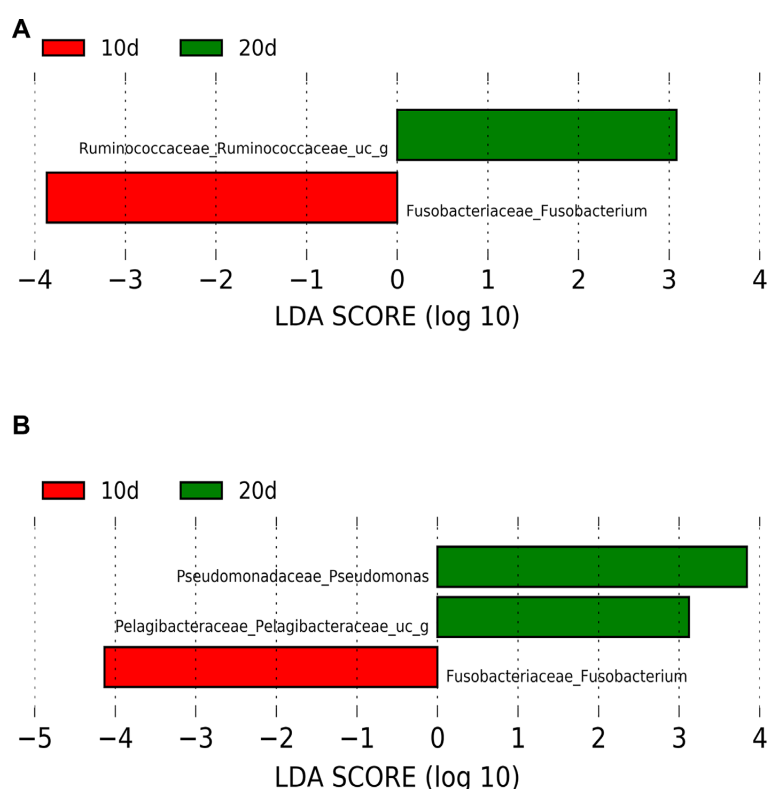 A
10d 20d
Ruminococcaceae_Ruminococcaceae_uc_g
Fusobacteriaceae_Fusobacterium
−4 −3 −2 −1 0 1 2 3 4
LDA SCORE (log 10)
B
10d 20d
Pseudomonadaceae_Pseudomonas
Pelagibacteraceae_Pelagibacteraceae_uc_g
Fusobacteriaceae_Fusobacterium
−5 −4 −3 −2 −1 0 1 2 3 4
LDA SCORE (log 10)